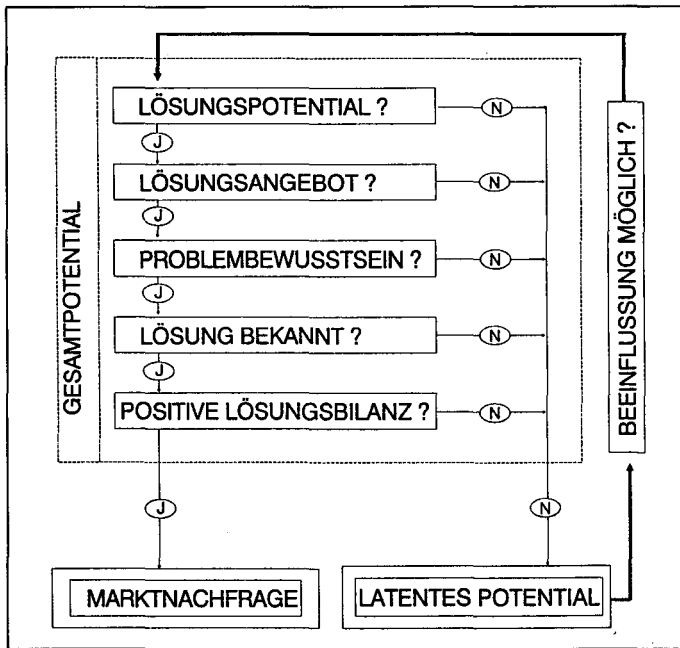 LÖSUNGSPOTENTIAL ?
N
J
LÖSUNGSANGEBOT ?
N
J
PROBLEMBEWUSSTSEIN ?
N
J
LÖSUNG BEKANNT ?
N
J
POSITIVE LÖSUNGSBILANZ ?
N
GESAMTPOTENTIAL
BEEINFLUSSUNG MÖGLICH ?
J
N
MARKTNACHFRAGE
LATENTES POTENTIAL